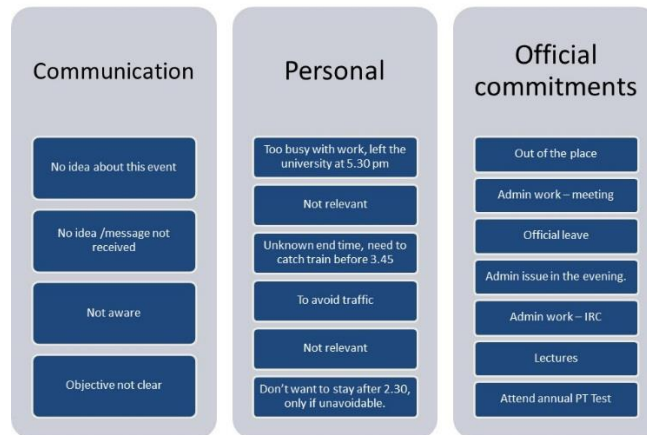 Communication
No idea about this event
No idea /message not
received
Not aware
Objective not clear
Personal
Too busy with work, left the
university at 5.30 pm
Not relevant
Unknown end time, need to
catch train before 3.45
To avoid traffic
Not relevant
Don't want to stay after 2.30,
only if unavoidable.
Official
commitments
Out of the place
Admin work – meeting
Official leave
Admin issue in the evening.
Admin work – IRC
Lectures
Attend annual PT Test